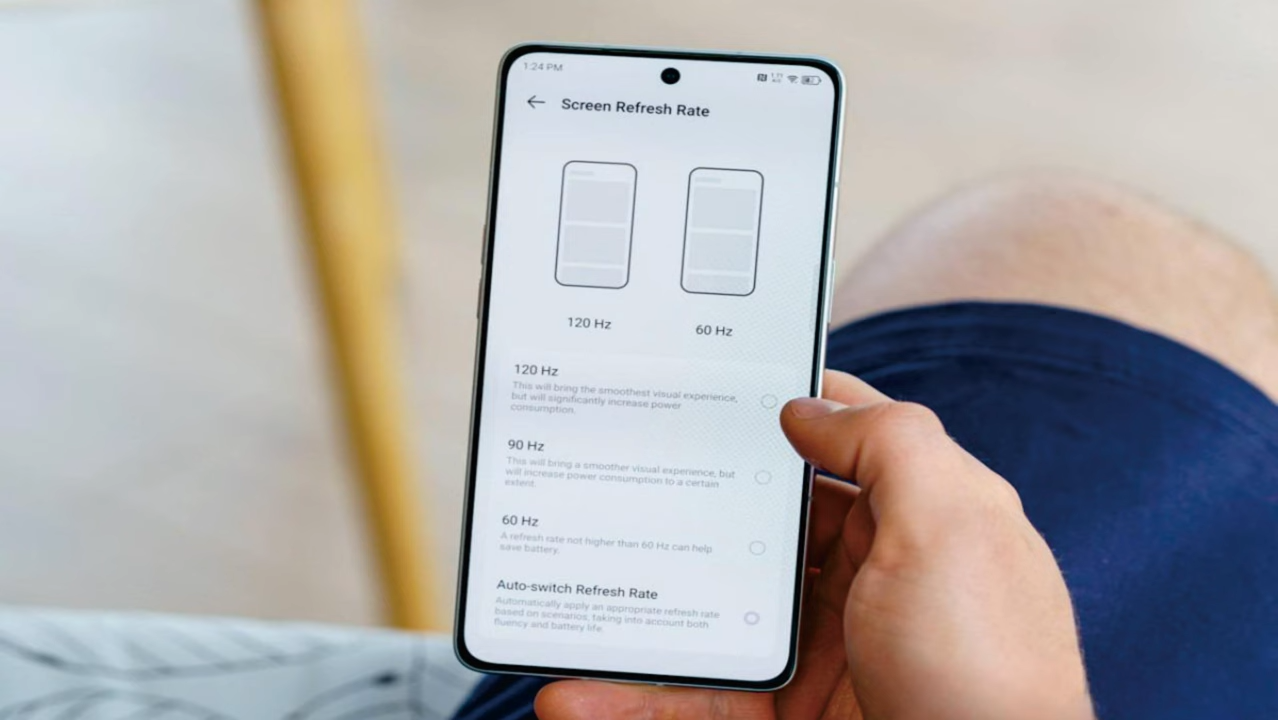 1:24 PM
Screen Refresh Rate
120 Hz
60 Hz
120 Hz
This will bring the smoothest visual experience,
but will significantly increase power
consumption.
90 Hz
This will bring a smoother visual experience, but
will increase power consumption to a certain
extent.
60 Hz
A refresh rate not higher than 60 Hz can help
save battery.
Auto-switch Refresh Rate
Automatically apply an appropriate refresh rate
based on scenarios, taking into account both
fluency and battery life.